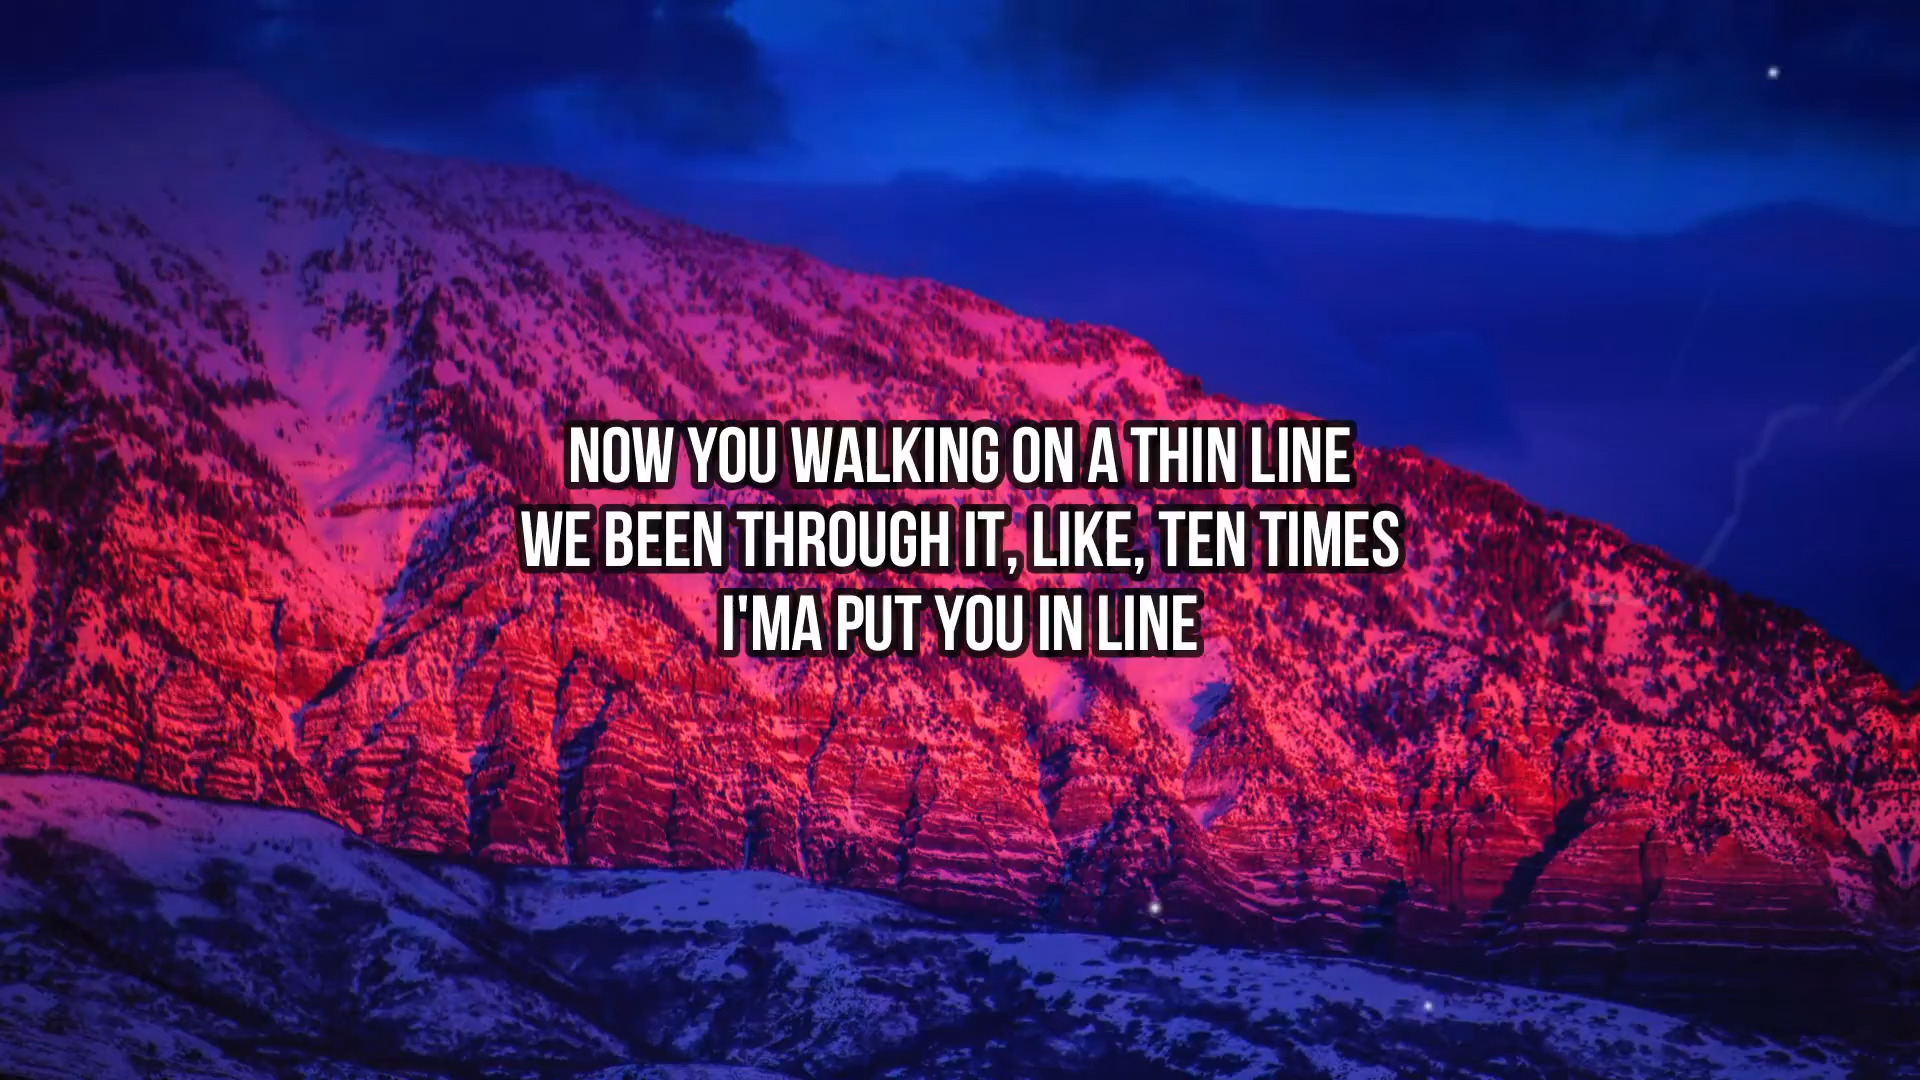 NOW YOU WALKING ON A THIN LINE
WE BEEN THROUGH IT, LIKE, TEN TIMES
I'MA PUT YOU IN LINE